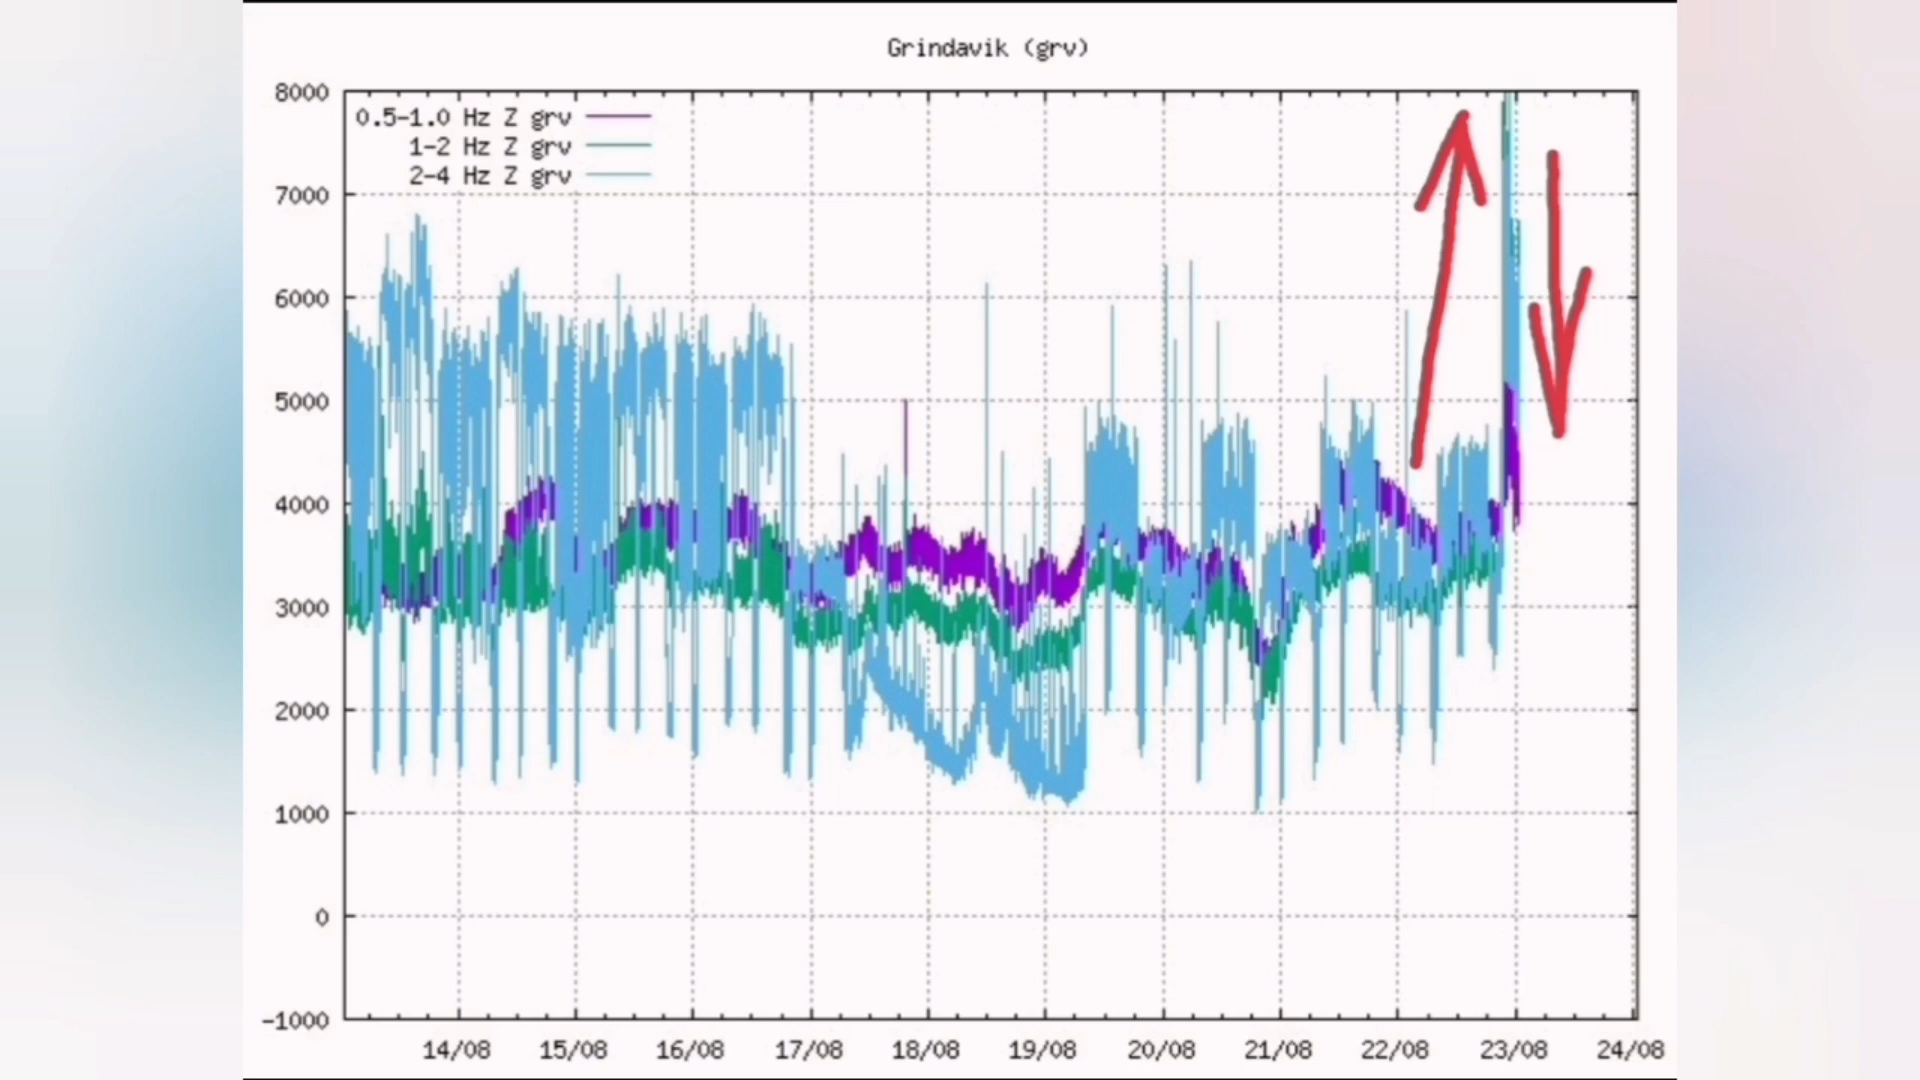 Grindavik (grv)
8000
0.5-1.0 Hz Z grv
1-2 Hz Z grv
2-4 Hz Z grv
7000
6000
5000
4000
3000
2000
1000
0
-1000
14/08 15/08 16/08 17/08 18/08 19/08 20/08 21/08 22/08 23/08 24/08